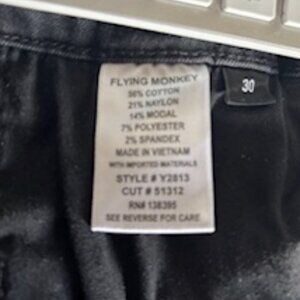 FLYING MONKEY
56% COTTON
21% NAYLON
14% MODAL
7% POLYESTER
2% SPANDEX
MADE IN VIETNAM
WITH IMPORTED MATERIALS
STYLE # Y2813
CUT # 51312
RN# 138395
SEE REVERSE FOR CARE
30